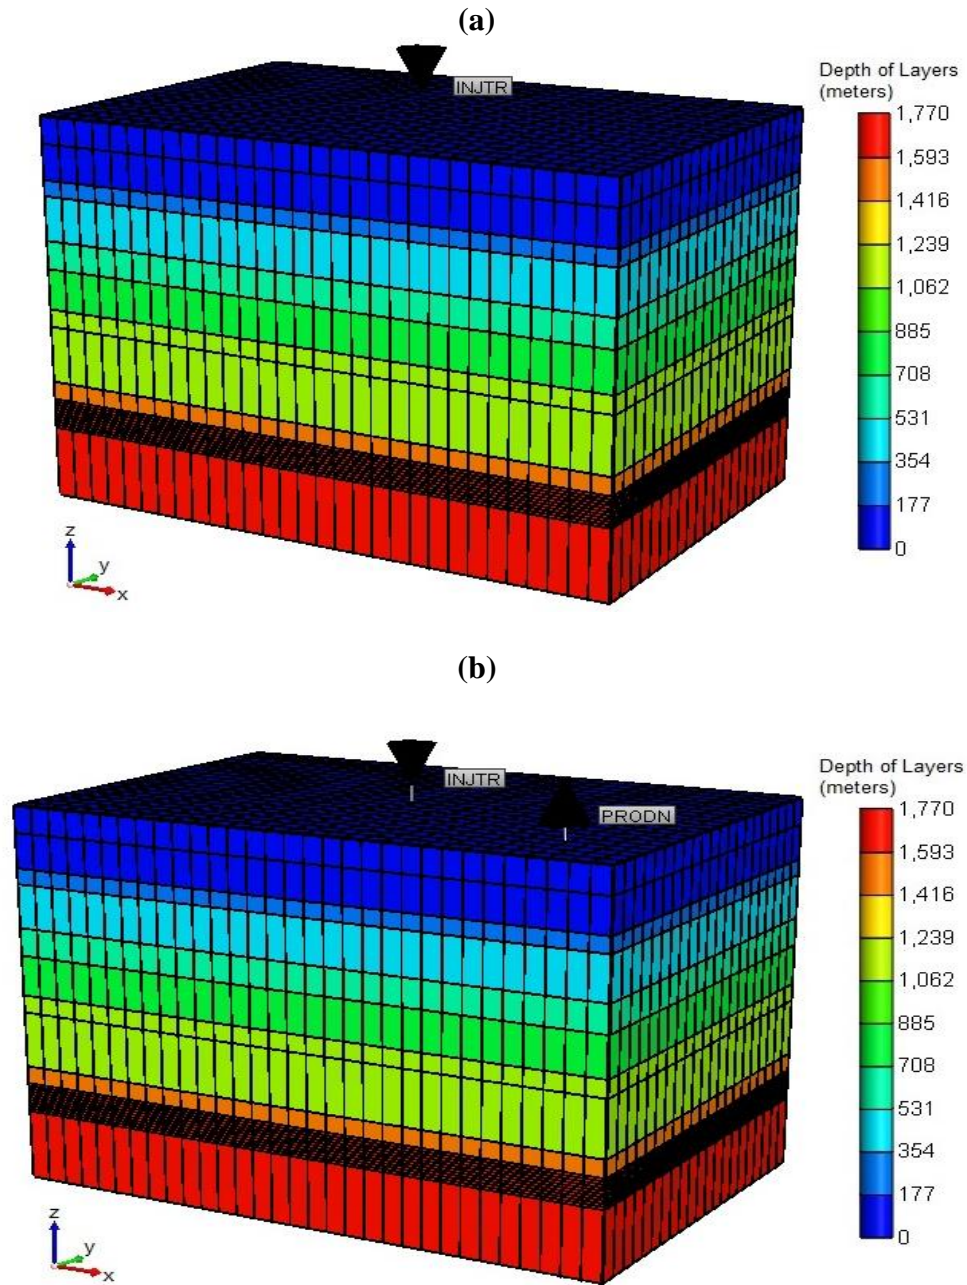 (a)
INJTR
Depth of Layers
(meters)
1,770
1,593
1,416
1,239
1,062
885
708
531
354
177
0
z
y
x
(b)
INJTR
PRODN
Depth of Layers
(meters)
1,770
1,593
1,416
1,239
1,062
885
708
531
354
177
0
z
y
x